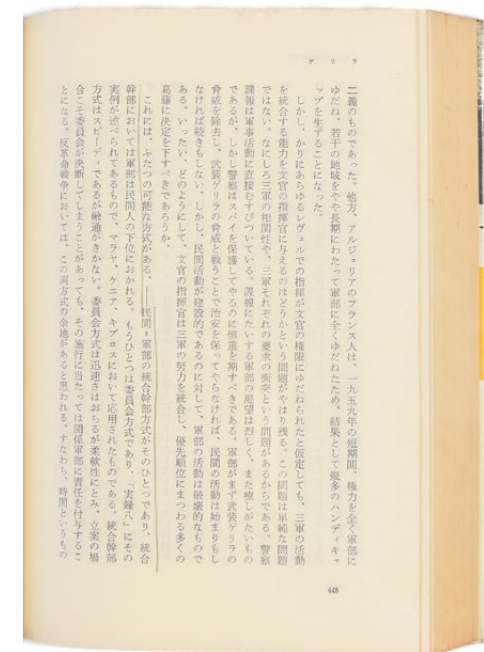 ゲリラ
二義のものであった。他方、アルジェリアのフランス人は、一九五九年の短期間、権力を全く軍部に
ゆだね、若干の地域をやや長期にわたって軍部に全くゆだねたため、結果として幾多のハンディキャ
ップを生ずることになった。
しかし、かりにあらゆるレヴェルでの指揮が文官の権限にゆだねられたと仮定しても、三軍の活動
を統合する能力を文官の指揮官に与えるのはどうかという問題がやはり残る。この問題は単純な問題
ではない。なにしろ三軍の相関性や、三軍それぞれの要求の衝突という問題があるからである。警察
諜報は軍事活動に直接むすびついている。諜報にたいする軍部の渇望は烈しく、また療しがたいもの
であるが、しかし警察はスパイを保護してやるのに慎重を期すべきである。軍部がまず武装ゲリラの
脅威を除去し、武装ゲリラの脅威と戦うことで治安を保ってやらなければ、民間の活動は始まりもし
なければ続きもしない。しかし、民間活動が建設的であるのに対して、軍部の活動は破壊的なもので
ある。いったい、どのようにして、文官の指揮官は三軍の努力を統合し、優先順位にまつわる多くの
葛藤に決定を下すべきであろうか。
これには、ふたつの可能な方式がある。――民間・軍部の統合幹部方式がそのひとつであり、統合
幹部においては軍部は民間人の下位におかれる。もうひとつは委員会方式であり、「実録八」にその
実例が述べられてあるもので、マラヤ、ケニア、キプロスにおいて応用されたものである。統合幹部
方式はスピーディであるが融通がきかない。委員会方式は迅速さはおちるが柔軟性にとみ、立案の場
合こそ委員会が決断してしまうことがあっても、その施行に当たっては関係軍部に責任を付与するこ
とになる。反革命戦争においては、この両方式の余地があると思われる。すなわち、時間というもの
448